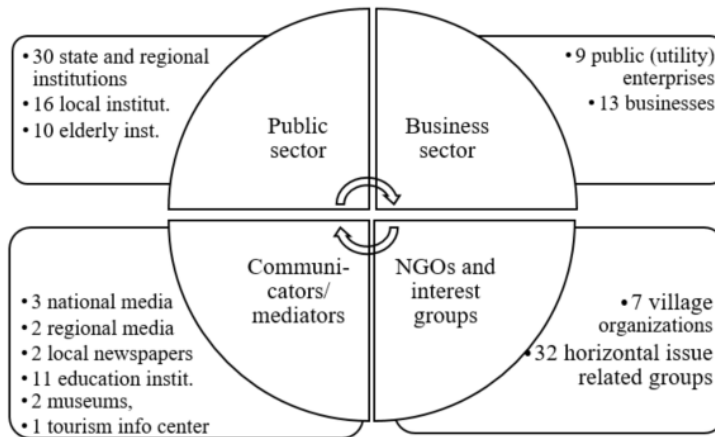 • 30 state and regional
institutions
• 16 local institut.
• 10 elderly inst.
Public
sector
Business
sector
• 9 public (utility)
enterprises
• 13 businesses
• 3 national media
• 2 regional media
• 2 local newspapers
• 11 education instit.
• 2 museums,
• 1 tourism info center
Communi-
cators/
mediators
NGOs and
interest
groups
• 7 village
organizations
• 32 horizontal issue
related groups